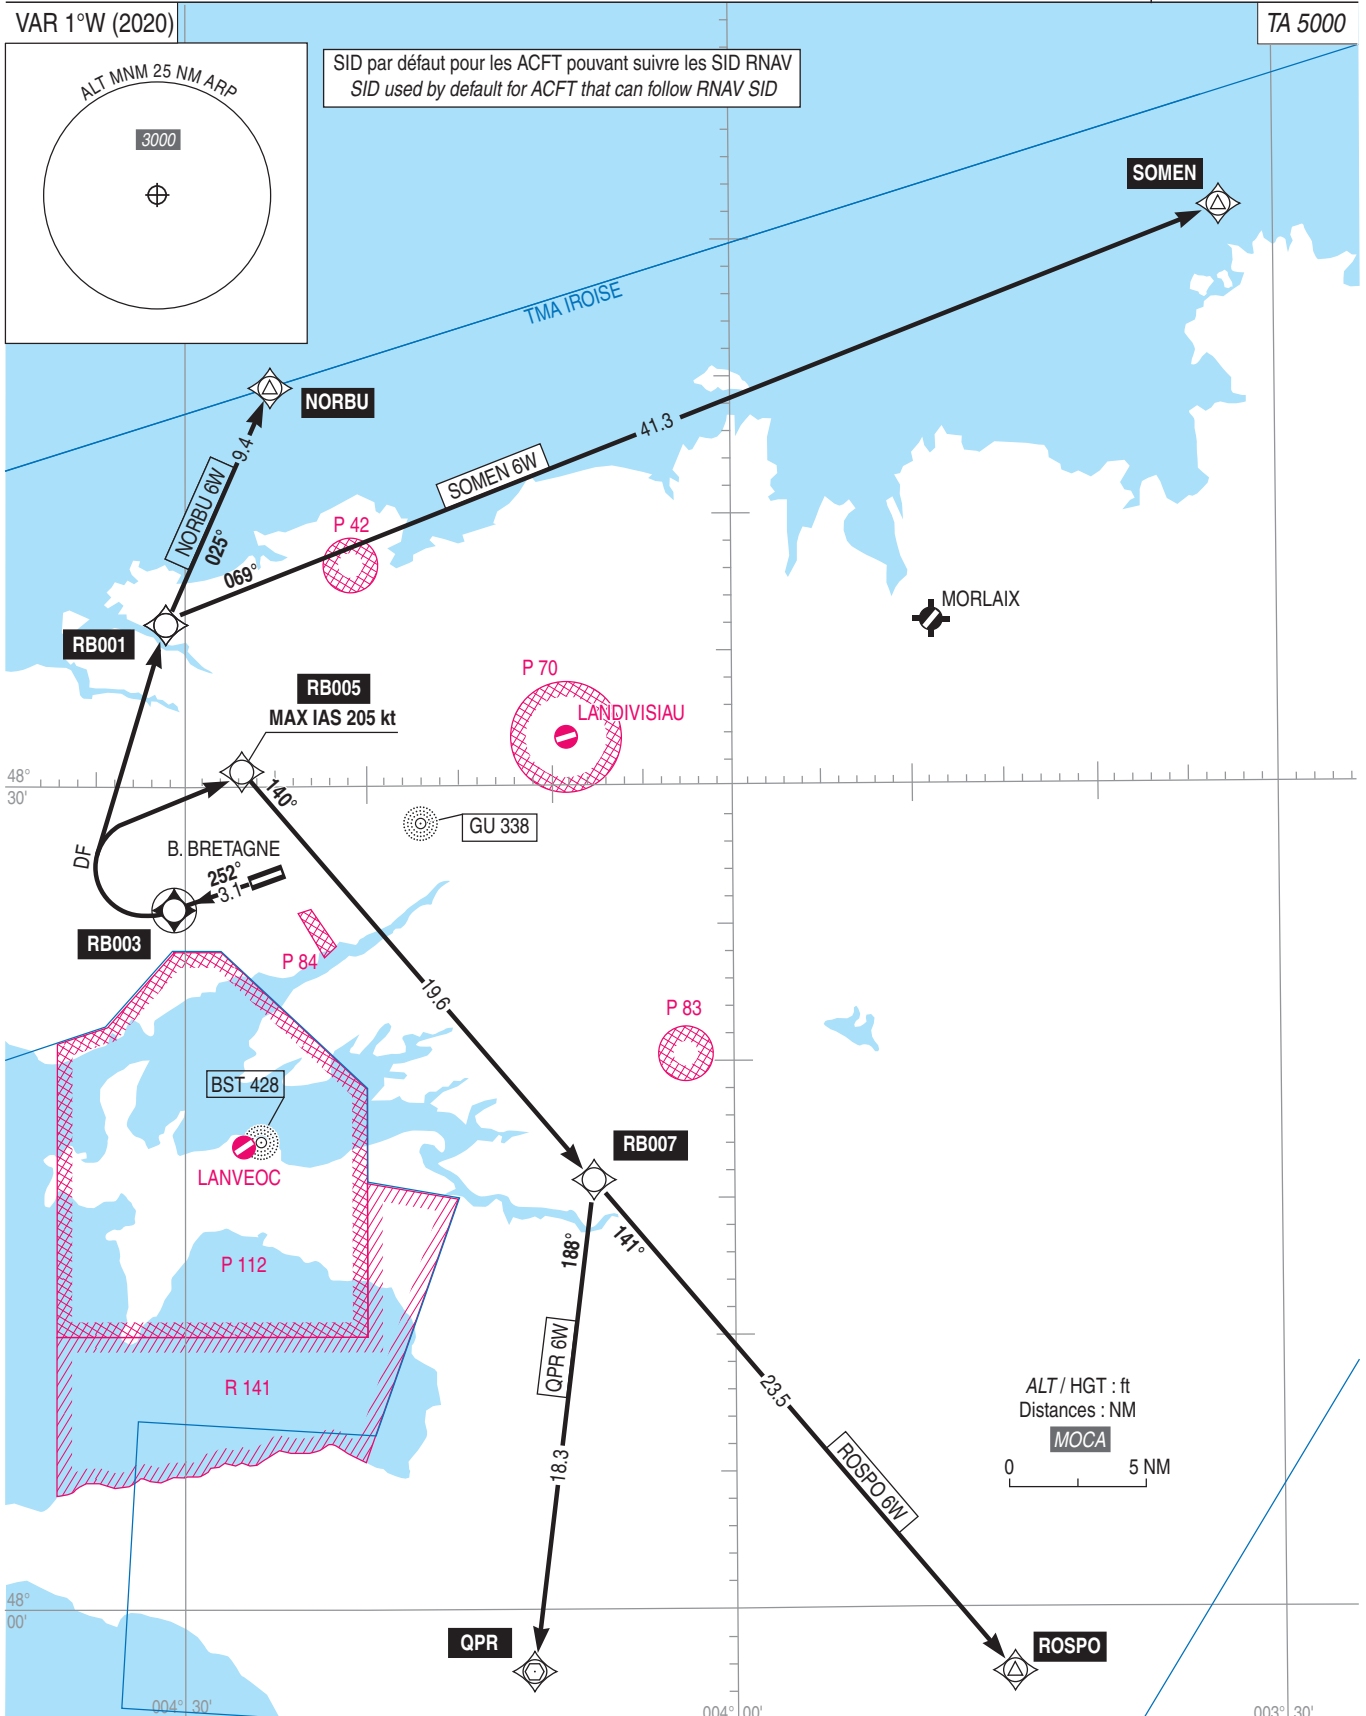 VAR 1°W (2020)
TA 5000
ALT MNM 25 NM ARP
3000
SID par défaut pour les ACFT pouvant suivre les SID RNAV
SID used by default for ACFT that can follow RNAV SID
SOMEN
TMA IROISE
NORBU
9.4
NORBU 6W
025°
41.3
SOMEN 6W
069°
P 42
RB001
MORLAIX
RB005
MAX IAS 205 kt
P 70
LANDIVISIAU
48°
30'
140°
GU 338
DF
B. BRETAGNE
252°
3.1
RB003
P 84
19.6
P 83
BST 428
LANVEOC
RB007
P 112
188°
141°
QPR 6W
R 141
23.5
ALT / HGT : ft
Distances : NM
MOCA
0
5 NM
18.3
ROSPO 6W
48°
00'
QPR
ROSPO
004° 30'
004° 00'
003° 30'